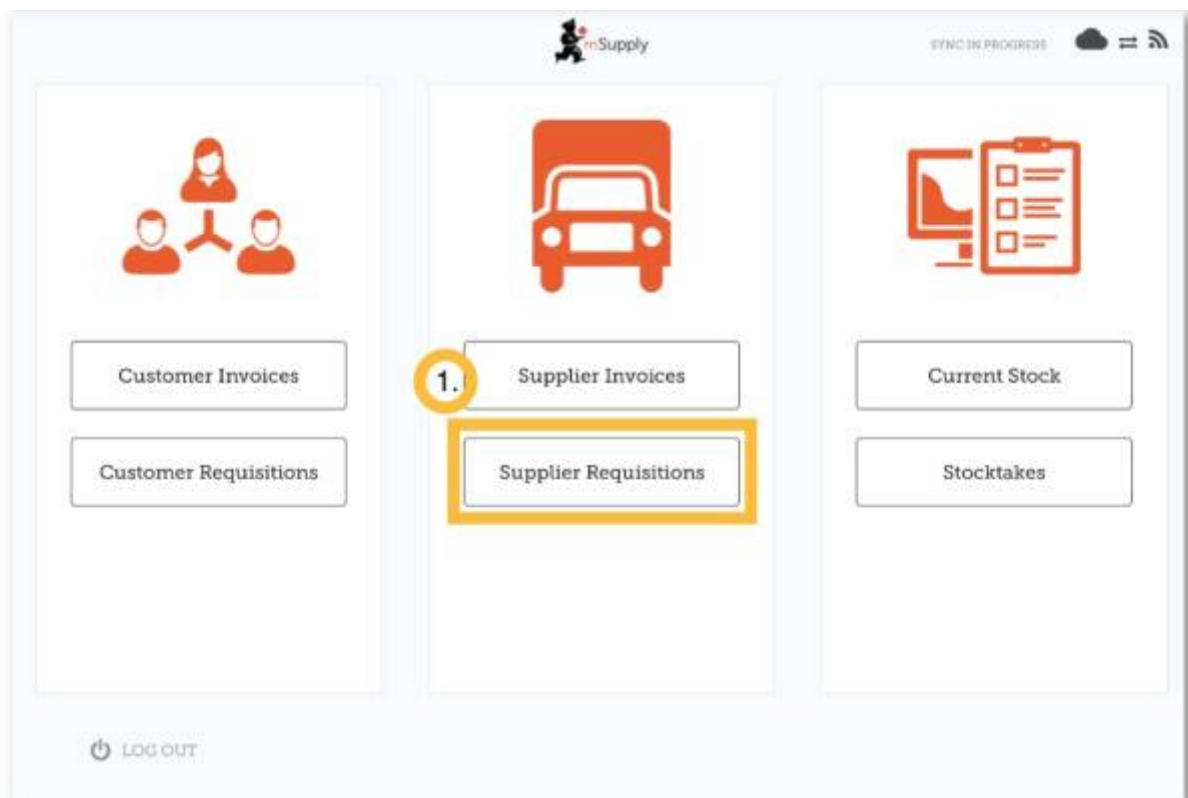 mSupply
SYNC IN PROGRESS
Customer Invoices
1.
Supplier Invoices
Current Stock
Customer Requisitions
Supplier Requisitions
Stocktakes
LOG OUT